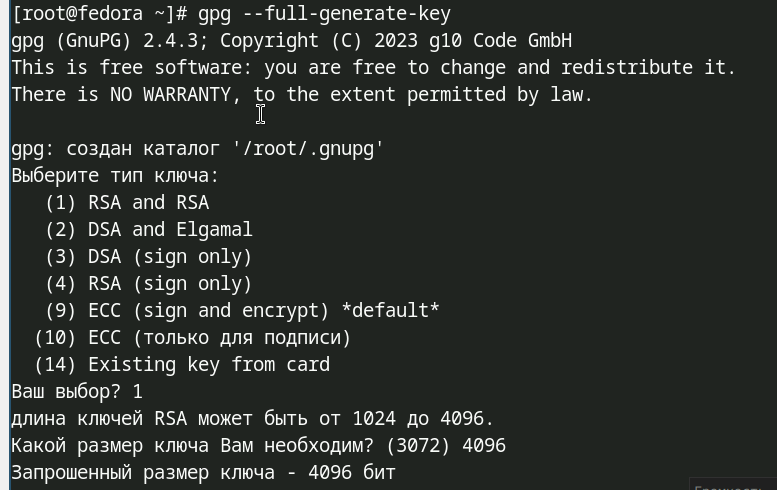 [root@fedora ~]# gpg --full-generate-key
gpg (GnuPG) 2.4.3; Copyright (C) 2023 g10 Code GmbH
This is free software: you are free to change and redistribute it.
There is NO WARRANTY, to the extent permitted by law.
gpg: создан каталог '/root/.gnupg'
Выберите тип ключа:
(1) RSA and RSA
(2) DSA and Elgamal
(3) DSA (sign only)
(4) RSA (sign only)
(9) ECC (sign and encrypt) *default*
(10) ECC (только для подписи)
(14) Existing key from card
Ваш выбор? 1
длина ключей RSA может быть от 1024 до 4096.
Какой размер ключа Вам необходим? (3072) 4096
Запрошенный размер ключа - 4096 бит